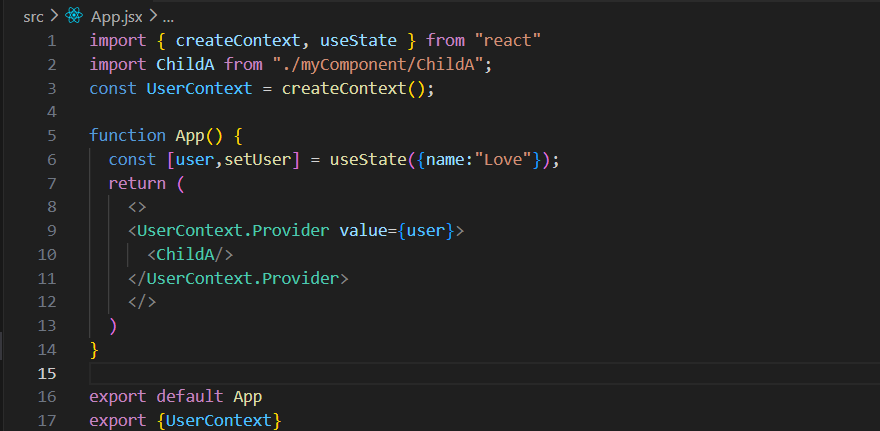 src > App.jsx > ...
1 import { createContext, useState } from "react"
2 import ChildA from "./myComponent/ChildA";
3 const UserContext = createContext();
4
5 function App() {
6   const [user,setUser] = useState({name:"Love"});
7   return (
8     <>
9     <UserContext.Provider value={user}>
10       <ChildA/>
11     </UserContext.Provider>
12     </>
13   )
14 }
15
16 export default App
17 export {UserContext}